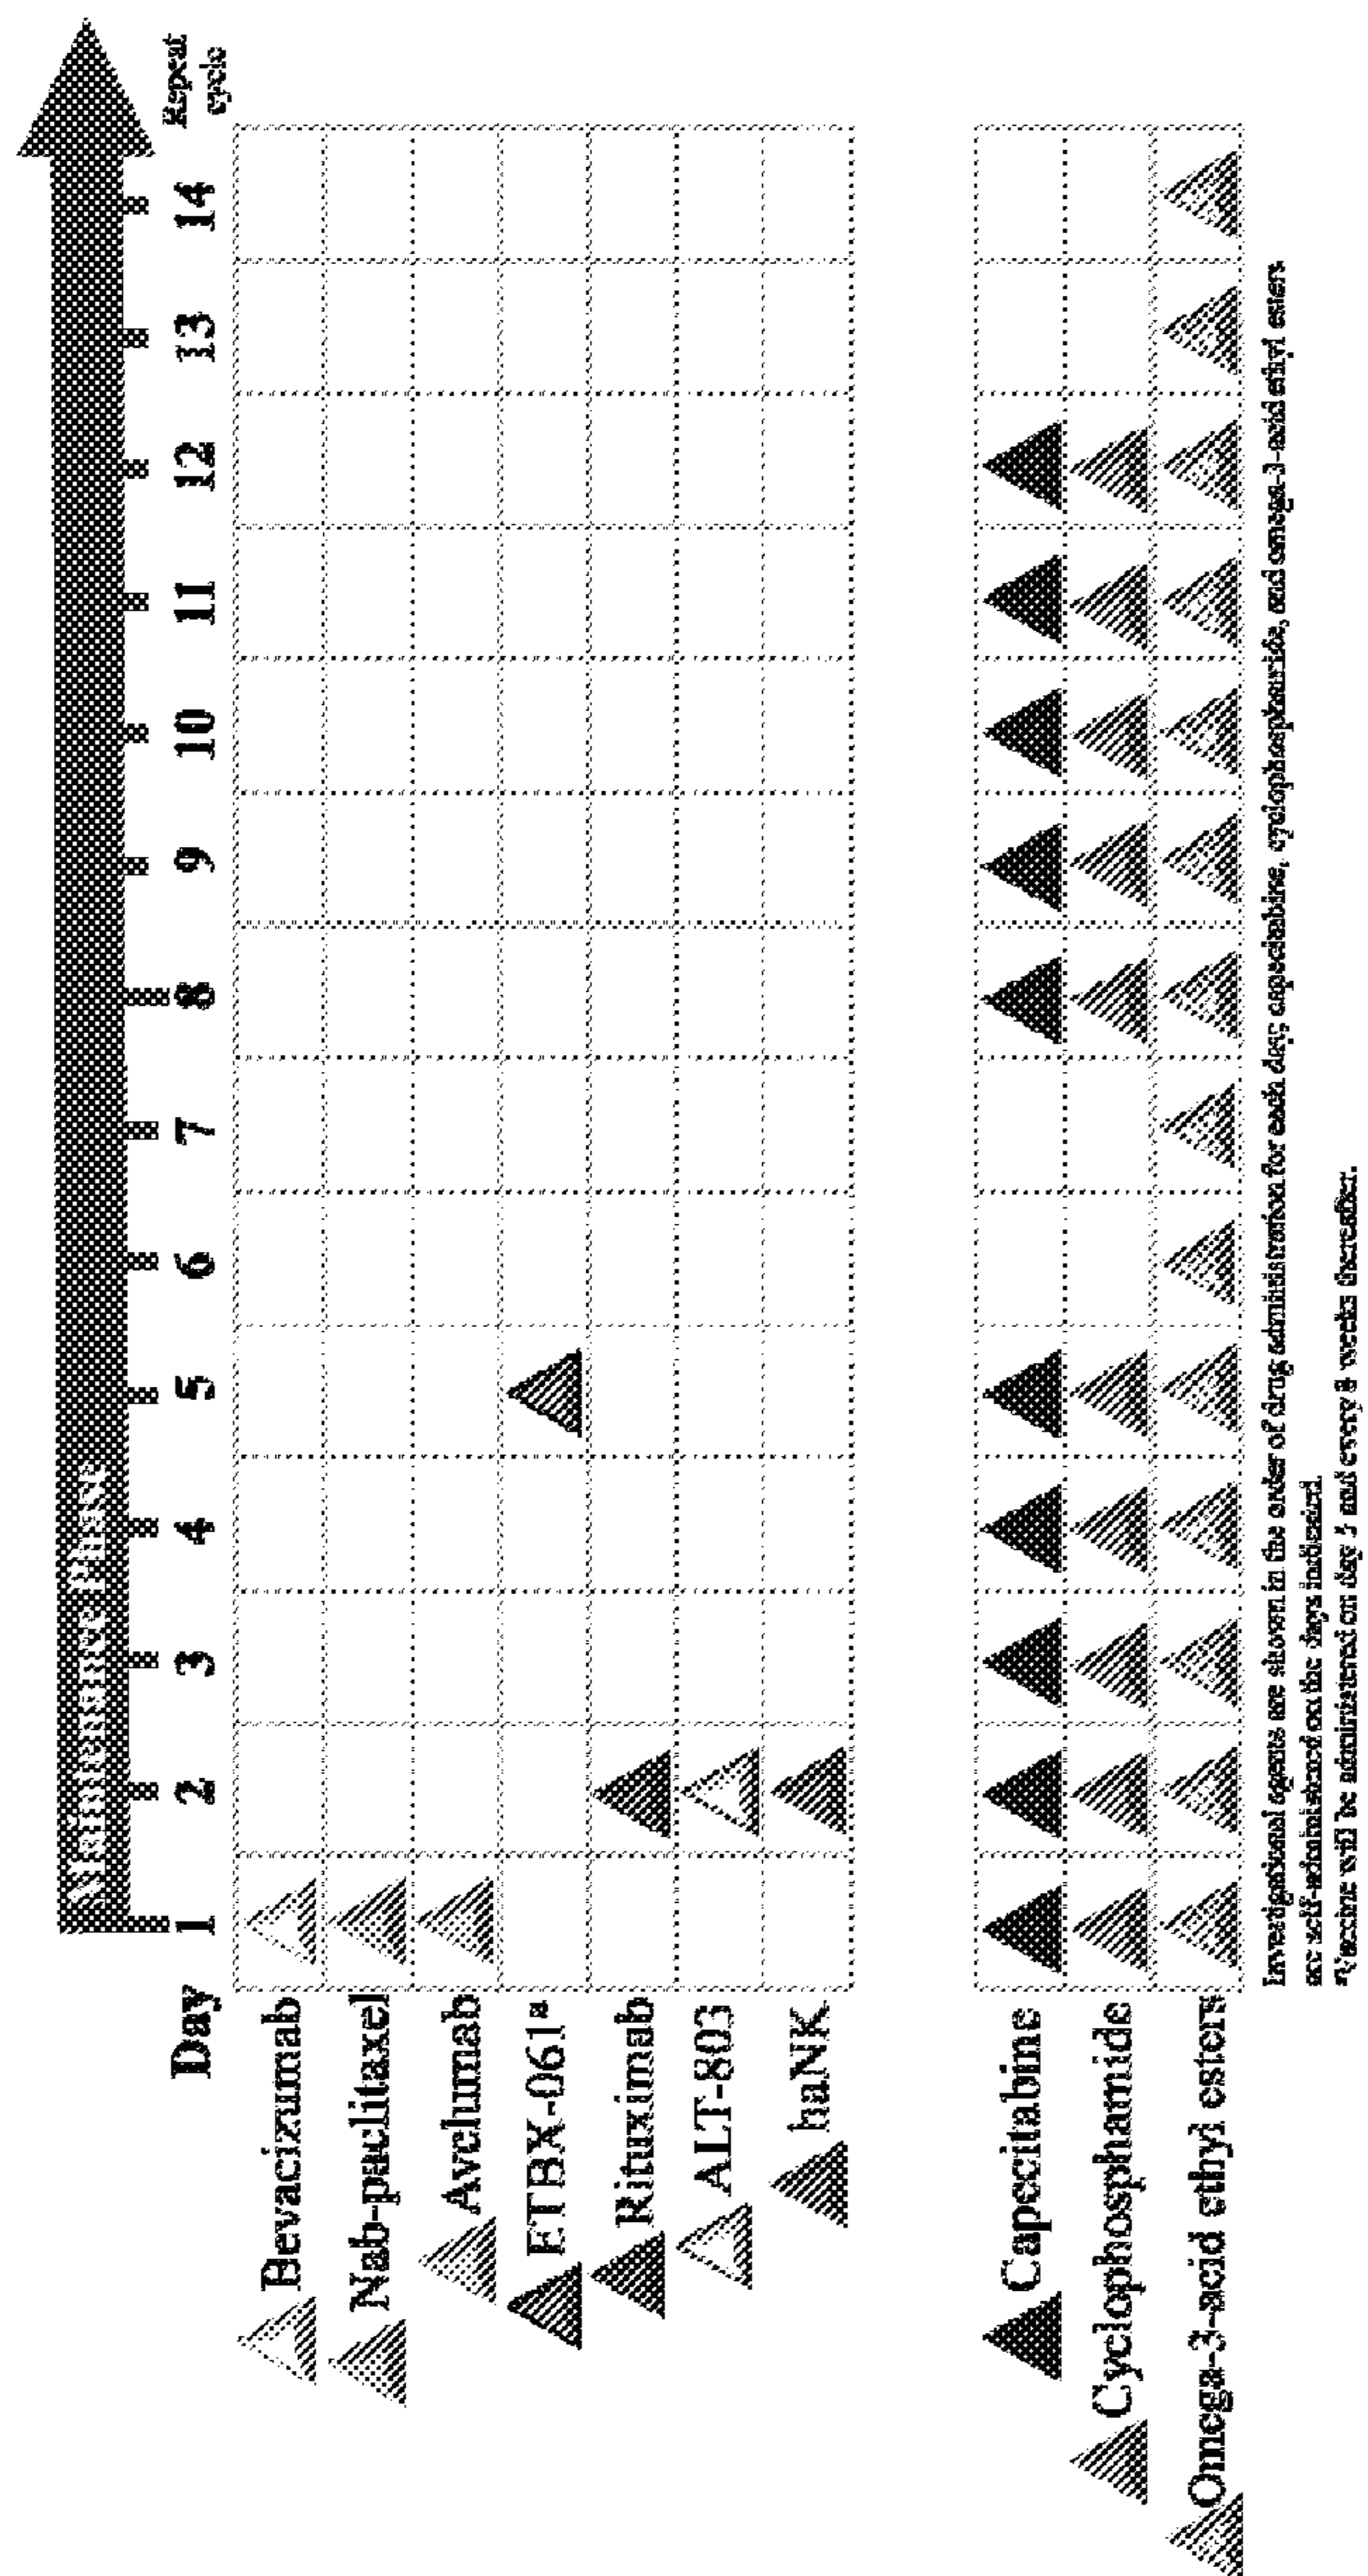 Maintenance Phase
Day 1 2 3 4 5 6 7 8 9 10 11 12 13 14 Repeat
cycle
Bevacizumab
Nab-paclitaxel
Avelumab
ETBX-061ᵃ
Rituximab
ALT-803
haNK
Capecitabine
Cyclophosphamide
Omega-3-acid ethyl esters
Investigational agents are shown in the order of drug administration for each day; capecitabine, cyclophosphamide, and omega-3-acid ethyl esters
are self-administered on the days indicated.
ᵃVaccine will be administered on day 5 and every 8 weeks thereafter.